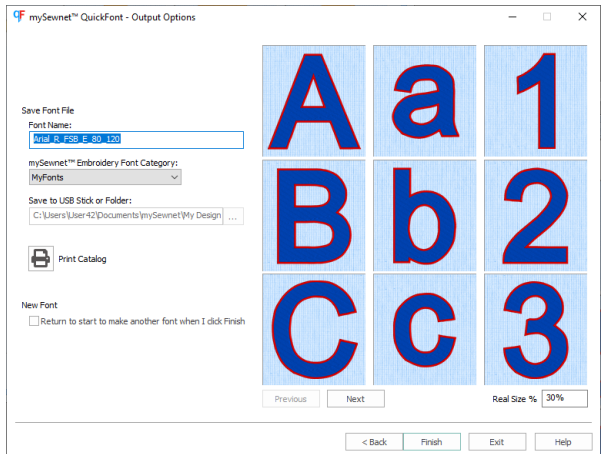 mySewnet™ QuickFont - Output Options
Save Font File
Font Name:
Arial_R_FSB_E_80_120
mySewnet™ Embroidery Font Category:
MyFonts
Save to USB Stick or Folder:
C:\Users\User42\Documents\mySewnet\My Design ...
Print Catalog
New Font
Return to start to make another font when I click Finish
A a 1
B b 2
C c 3
Previous Next Real Size % 30%
< Back Finish Exit Help